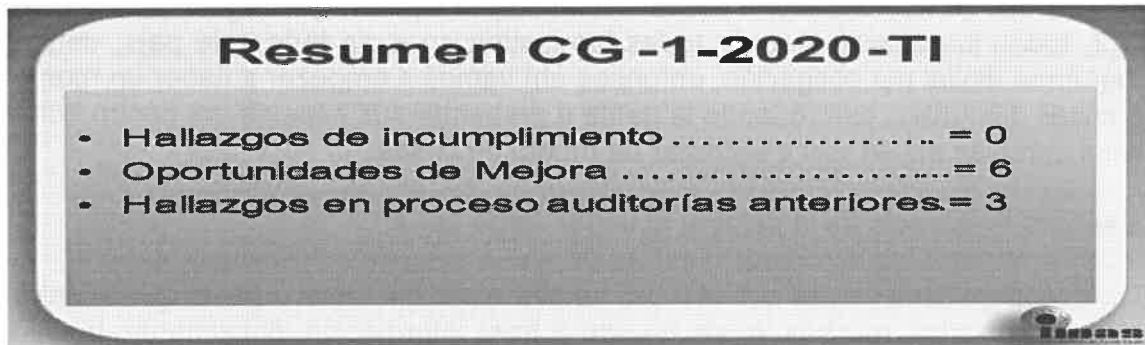 Resumen CG -1-2020-TI
• Hallazgos de incumplimiento ................... = 0
• Oportunidades de Mejora ........................= 6
• Hallazgos en proceso auditorías anteriores.= 3